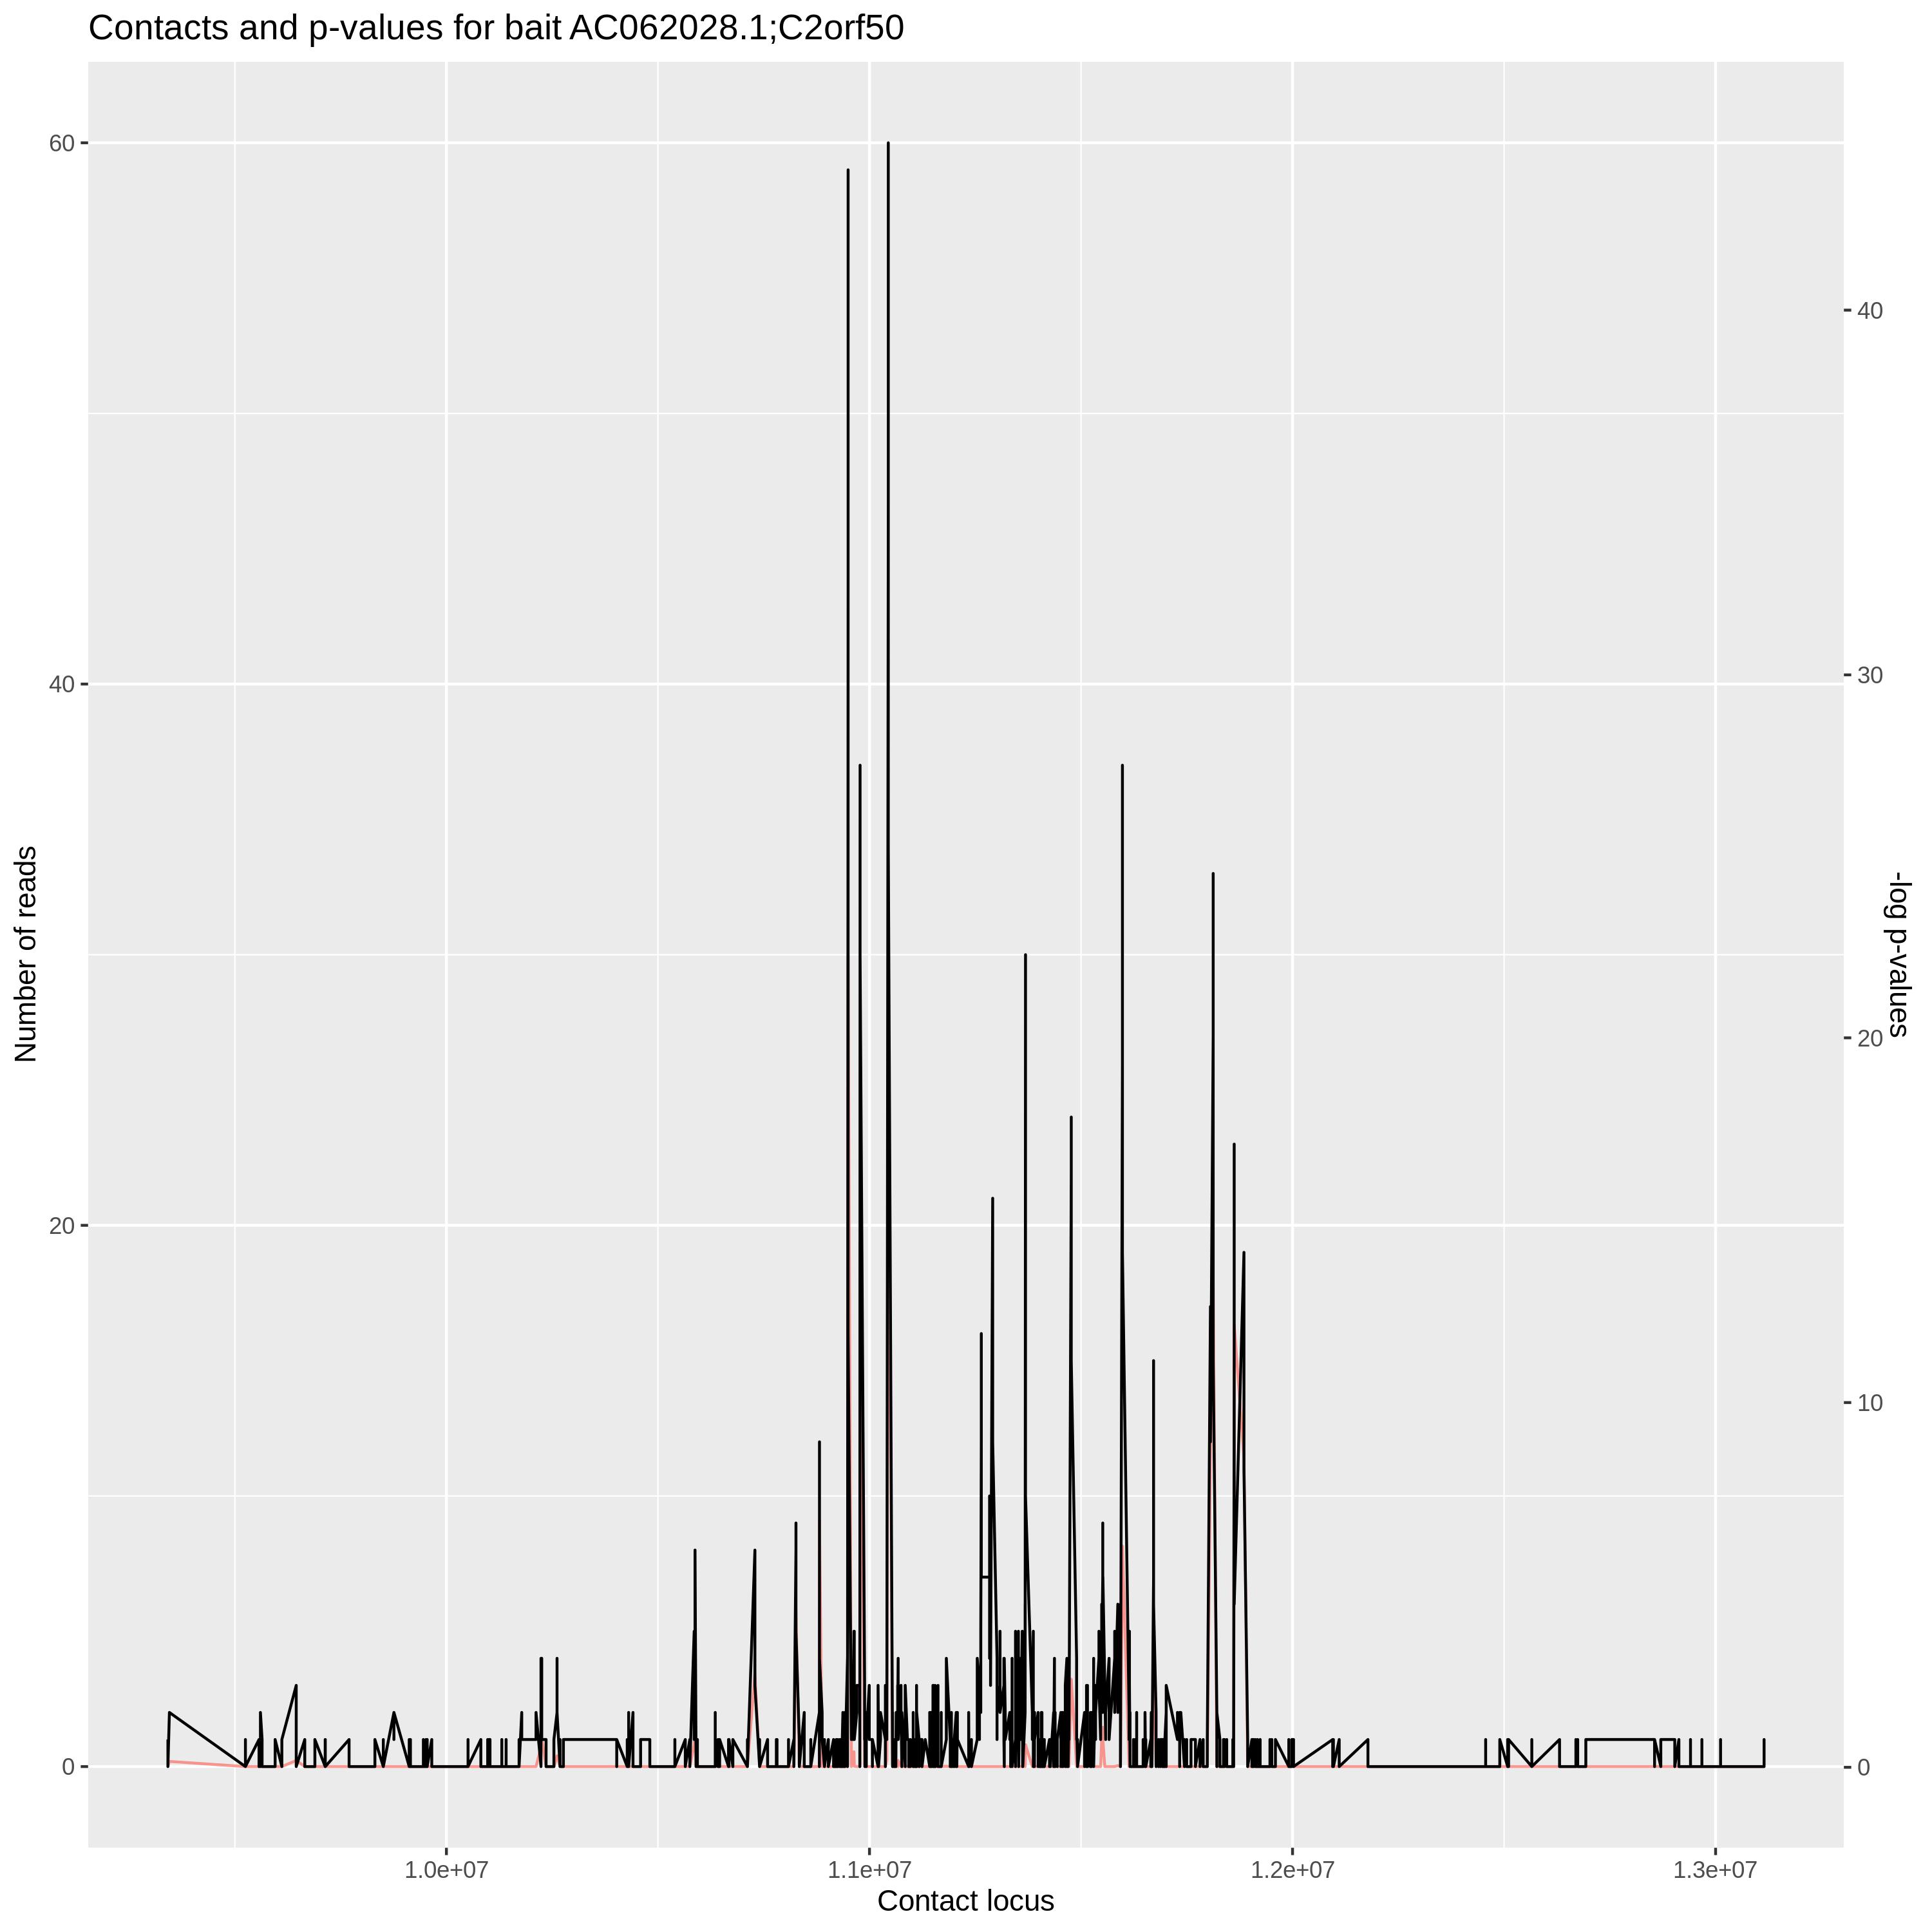 Contacts and p-values for bait AC062028.1;C2orf50
60
40
20
0
Number of reads
40
30
20
10
0
-log p-values
1.0e+07
1.1e+07
1.2e+07
1.3e+07
Contact locus